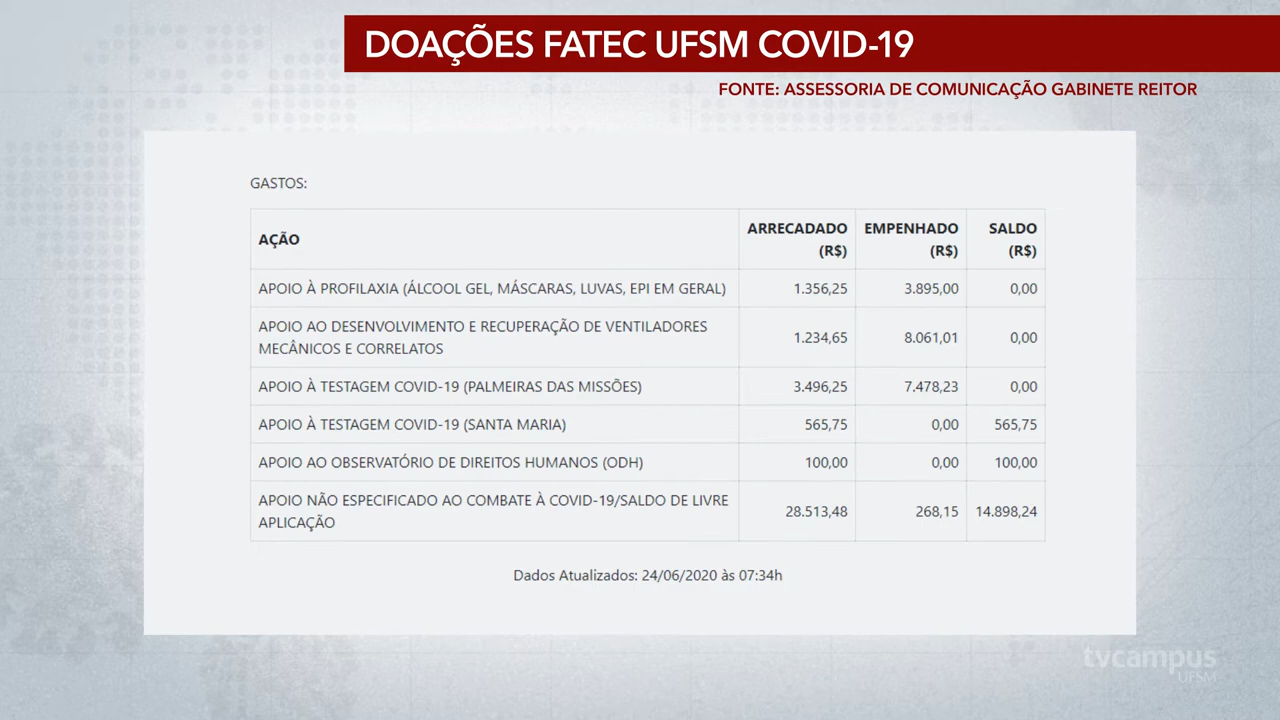 DOAÇÕES FATEC UFSM COVID-19
FONTE: ASSESSORIA DE COMUNICAÇÃO GABINETE REITOR
GASTOS:
AÇÃO ARRECADADO (R$) EMPENHADO (R$) SALDO (R$)
APOIO À PROFILAXIA (ÁLCOOL GEL, MÁSCARAS, LUVAS, EPI EM GERAL) 1.356,25 3.895,00 0,00
APOIO AO DESENVOLVIMENTO E RECUPERAÇÃO DE VENTILADORES
MECÂNICOS E CORRELATOS 1.234,65 8.061,01 0,00
APOIO À TESTAGEM COVID-19 (PALMEIRAS DAS MISSÕES) 3.496,25 7.478,23 0,00
APOIO À TESTAGEM COVID-19 (SANTA MARIA) 565,75 0,00 565,75
APOIO AO OBSERVATÓRIO DE DIREITOS HUMANOS (ODH) 100,00 0,00 100,00
APOIO NÃO ESPECIFICADO AO COMBATE À COVID-19/SALDO DE LIVRE
APLICAÇÃO 28.513,48 268,15 14.898,24
Dados Atualizados: 24/06/2020 às 07:34h
tvcampus
UFSM